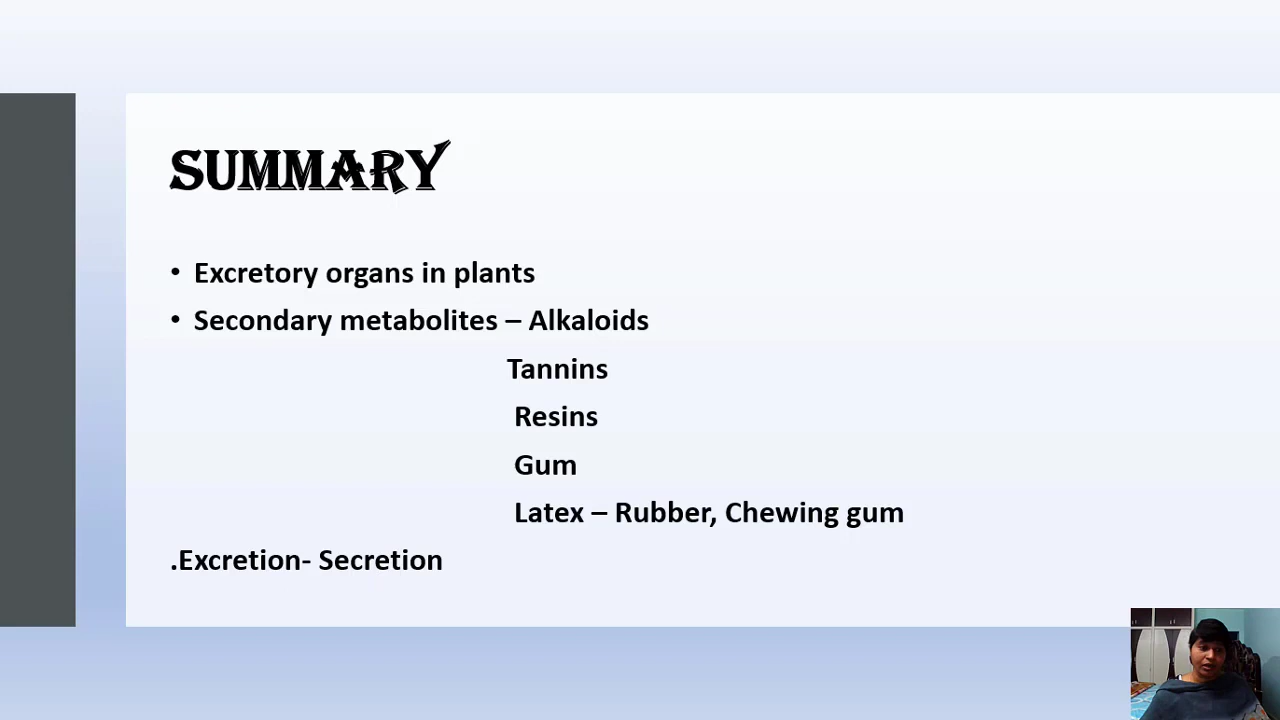 SUMMARY
• Excretory organs in plants
• Secondary metabolites – Alkaloids
Tannins
Resins
Gum
Latex – Rubber, Chewing gum
.Excretion- Secretion